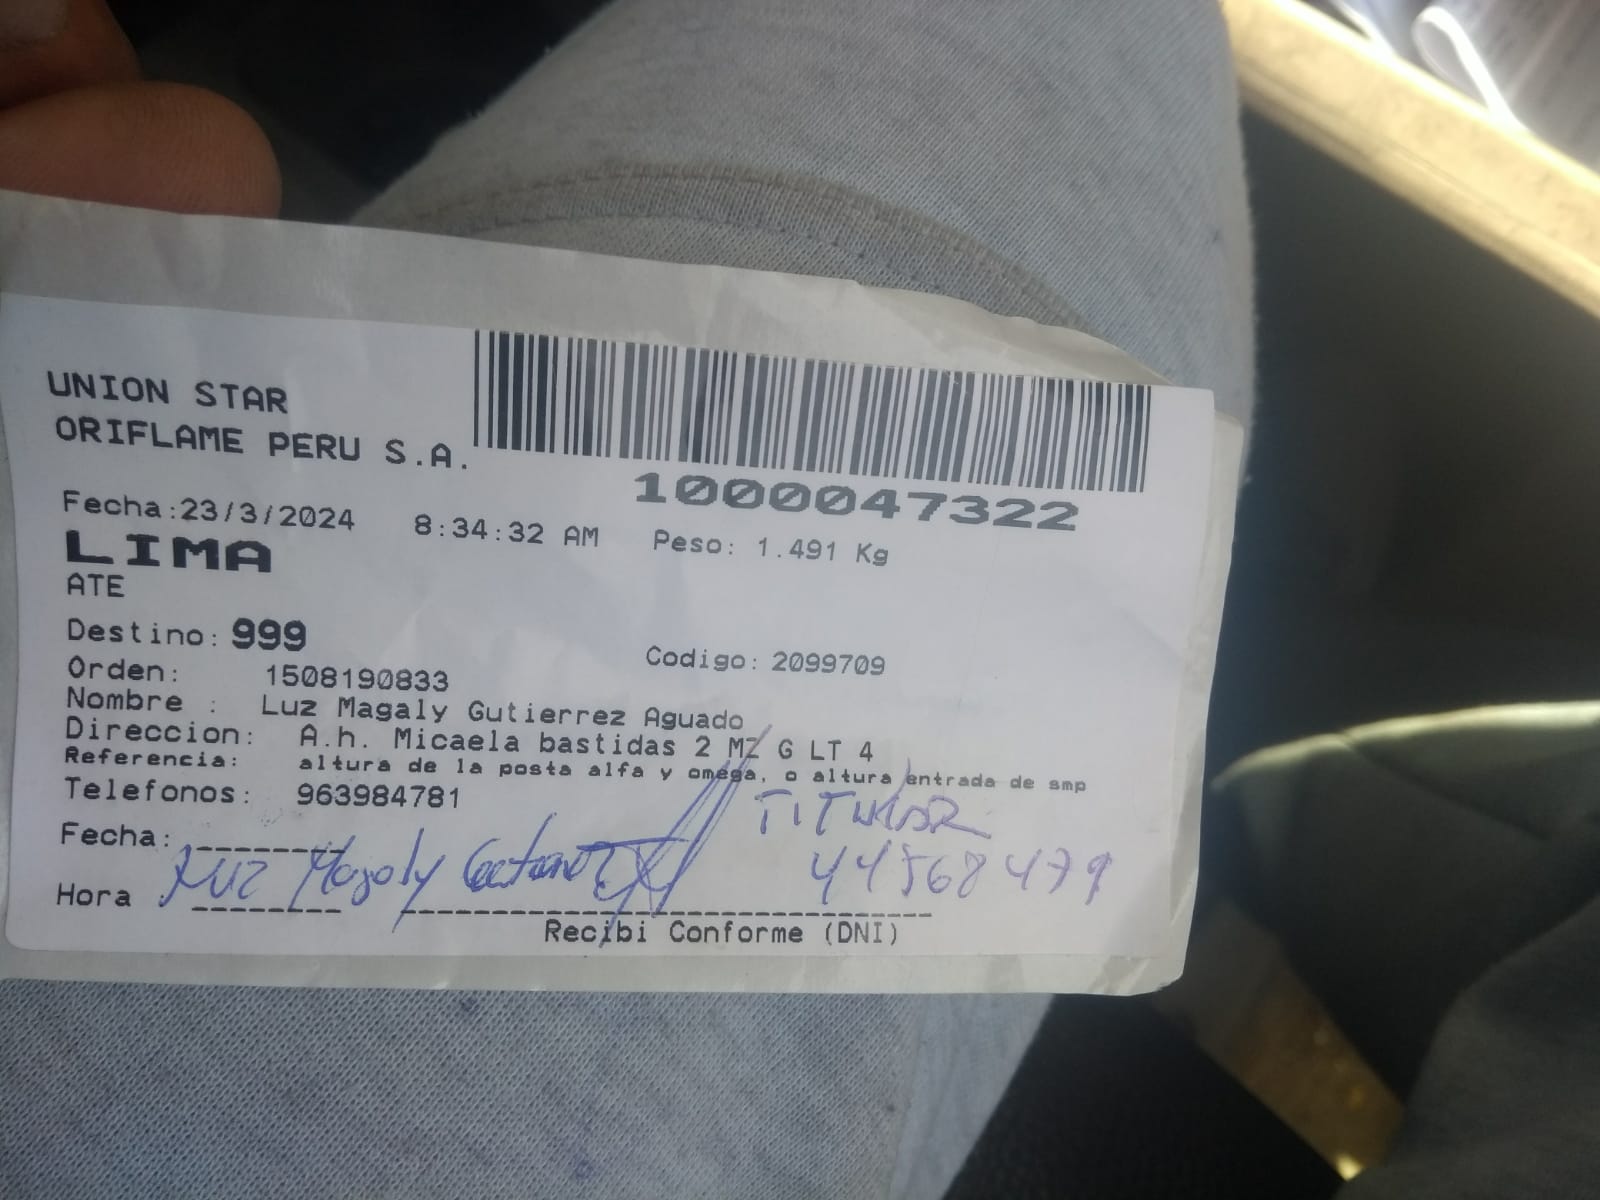 UNION STAR
ORIFLAME PERU S.A.
1000047322
Fecha:23/3/2024 8:34:32 AM Peso: 1.491 Kg
LIMA
ATE
Destino: 999
Codigo: 2099709
Orden: 1508190833
Nombre : Luz Magaly Gutierrez Aguado
Direccion: A.h. Micaela bastidas 2 MZ G LT 4
Referencia: altura de la posta alfa y omega, o altura entrada de smp
Telefonos: 963984781
TITULAR
Fecha:
Luz Magaly 44568479
Hora
Recibi Conforme (DNI)